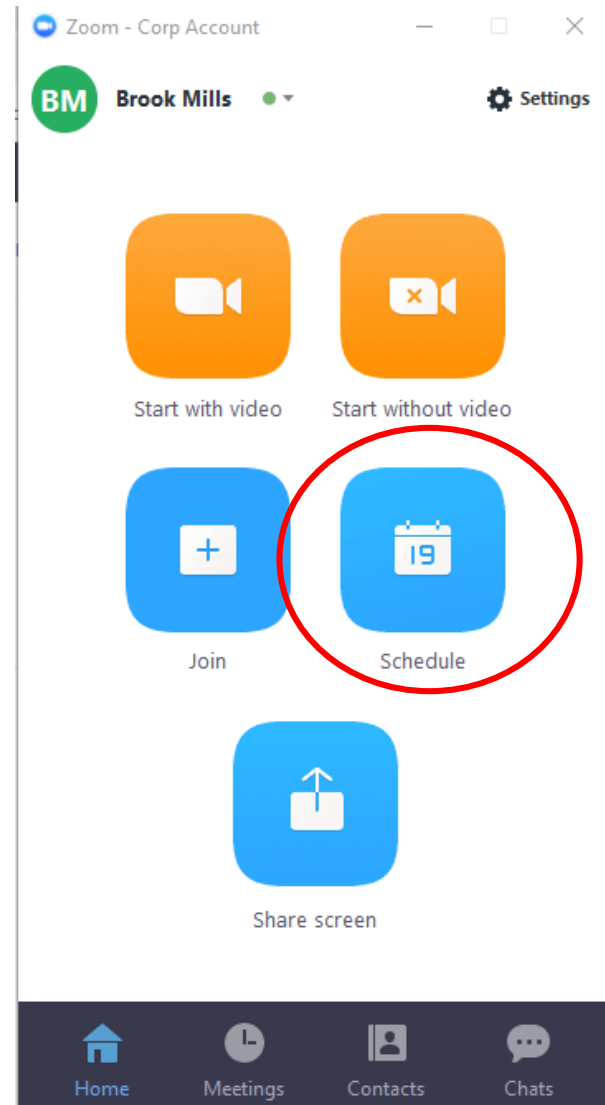 Zoom - Corp Account
BM Brook Mills Settings
Start with video Start without video
19
Join Schedule
Share screen
Home Meetings Contacts Chats